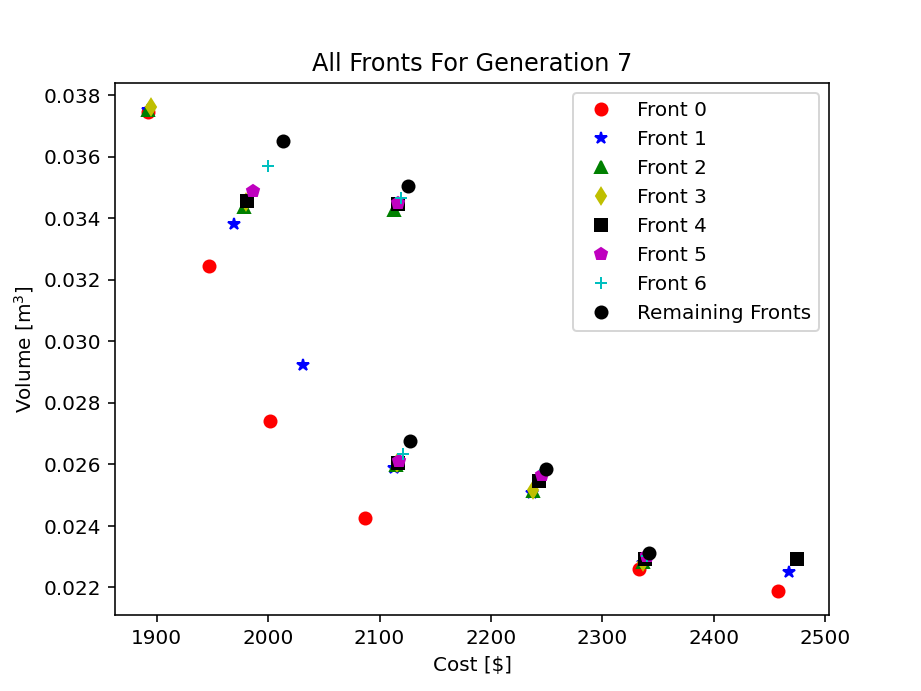 All Fronts For Generation 7
Volume [m³]
0.038
0.036
0.034
0.032
0.030
0.028
0.026
0.024
0.022
Front 0
Front 1
Front 2
Front 3
Front 4
Front 5
Front 6
Remaining Fronts
1900 2000 2100 2200 2300 2400 2500
Cost [$]